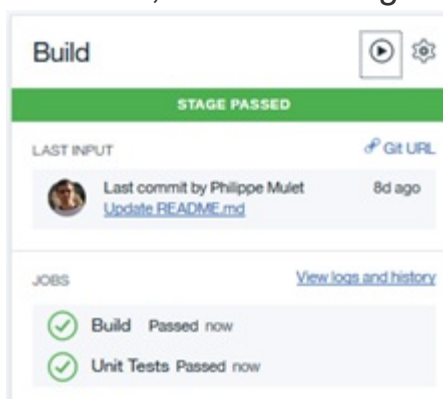 Build
STAGE PASSED
LAST INPUT Git URL
Last commit by Philippe Mulet 8d ago
Update README.md
JOBS View logs and history
Build Passed now
Unit Tests Passed now